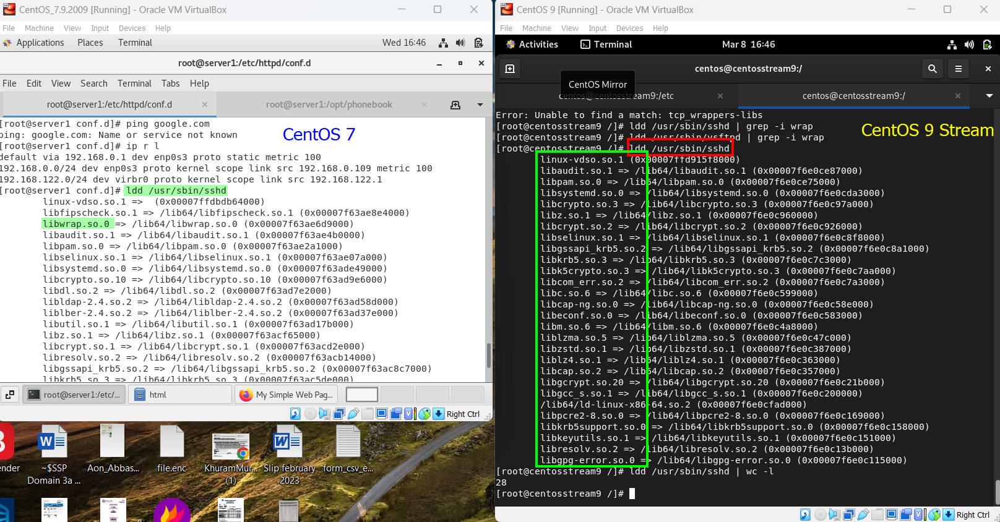 CentOS_7.9.2009 [Running] - Oracle VM VirtualBox
File Machine View Input Devices Help
Applications Places Terminal Wed 16:46
root@server1:/etc/httpd/conf.d
File Edit View Search Terminal Tabs Help
root@server1:/etc/httpd/conf.d root@server1:/opt/phonebook
[root@server1 conf.d]# ping google.com
ping: google.com: Name or service not known
CentOS 7
[root@server1 conf.d]# ip r l
default via 192.168.0.1 dev enp0s3 proto static metric 100
192.168.0.0/24 dev enp0s3 proto kernel scope link src 192.168.0.109 metric 100
192.168.122.0/24 dev virbr0 proto kernel scope link src 192.168.122.1
[root@server1 conf.d]# ldd /usr/sbin/sshd
linux-vdso.so.1 => (0x00007ffdbdb64000)
libfipscheck.so.1 => /lib64/libfipscheck.so.1 (0x00007f63ae8e4000)
libwrap.so.0 => /lib64/libwrap.so.0 (0x00007f63ae6d9000)
libaudit.so.1 => /lib64/libaudit.so.1 (0x00007f63ae4b0000)
libpam.so.0 => /lib64/libpam.so.0 (0x00007f63ae2a1000)
libselinux.so.1 => /lib64/libselinux.so.1 (0x00007f63ae07a000)
libsystemd.so.0 => /lib64/libsystemd.so.0 (0x00007f63ade49000)
libcrypto.so.10 => /lib64/libcrypto.so.10 (0x00007f63ad9e6000)
libdl.so.2 => /lib64/libdl.so.2 (0x00007f63ad7e2000)
libldap-2.4.so.2 => /lib64/libldap-2.4.so.2 (0x00007f63ad58d000)
liblber-2.4.so.2 => /lib64/liblber-2.4.so.2 (0x00007f63ad37e000)
libutil.so.1 => /lib64/libutil.so.1 (0x00007f63ad17b000)
libz.so.1 => /lib64/libz.so.1 (0x00007f63acf65000)
libcrypt.so.1 => /lib64/libcrypt.so.1 (0x00007f63acd2e000)
libresolv.so.2 => /lib64/libresolv.so.2 (0x00007f63acb14000)
libgssapi_krb5.so.2 => /lib64/libgssapi_krb5.so.2 (0x00007f63ac8c7000)
libkrb5.so.3 => /lib64/libkrb5.so.3 (0x00007f63ac5de000)
root@server1:/etc/... html My Simple Web Pag...
Right Ctrl
ender
~$SSP Domain 3a ...
Aon_Abbas...
file.enc
KhuramMur... (1)
Slip february 2023
form_csv_e...
CentOS 9 [Running] - Oracle VM VirtualBox
File Machine View Input Devices Help
Activities Terminal Mar 8 16:46
centos@centosstream9:/
CentOS Mirror
centos@centosstream9:/etc centos@centosstream9:/
Error: Unable to find a match: tcp_wrappers-libs
[root@centosstream9 /]# ldd /usr/sbin/sshd | grep -i wrap
CentOS 9 Stream
[root@centosstream9 /]# ldd /usr/sbin/vsftpd | grep -i wrap
[root@centosstream9 /]# ldd /usr/sbin/sshd
linux-vdso.so.1 (0x00007ffd915f8000)
libaudit.so.1 => /lib64/libaudit.so.1 (0x00007f6e0ce87000)
libpam.so.0 => /lib64/libpam.so.0 (0x00007f6e0ce75000)
libsystemd.so.0 => /lib64/libsystemd.so.0 (0x00007f6e0cda3000)
libcrypto.so.3 => /lib64/libcrypto.so.3 (0x00007f6e0c97a000)
libz.so.1 => /lib64/libz.so.1 (0x00007f6e0c960000)
libcrypt.so.2 => /lib64/libcrypt.so.2 (0x00007f6e0c926000)
libselinux.so.1 => /lib64/libselinux.so.1 (0x00007f6e0c8f8000)
libgssapi_krb5.so.2 => /lib64/libgssapi_krb5.so.2 (0x00007f6e0c8a1000)
libkrb5.so.3 => /lib64/libkrb5.so.3 (0x00007f6e0c7c3000)
libk5crypto.so.3 => /lib64/libk5crypto.so.3 (0x00007f6e0c7aa000)
libcom_err.so.2 => /lib64/libcom_err.so.2 (0x00007f6e0c7a3000)
libc.so.6 => /lib64/libc.so.6 (0x00007f6e0c599000)
libcap-ng.so.0 => /lib64/libcap-ng.so.0 (0x00007f6e0c58e000)
libeconf.so.0 => /lib64/libeconf.so.0 (0x00007f6e0c583000)
libm.so.6 => /lib64/libm.so.6 (0x00007f6e0c4a8000)
liblzma.so.5 => /lib64/liblzma.so.5 (0x00007f6e0c47c000)
libzstd.so.1 => /lib64/libzstd.so.1 (0x00007f6e0c387000)
liblz4.so.1 => /lib64/liblz4.so.1 (0x00007f6e0c363000)
libcap.so.2 => /lib64/libcap.so.2 (0x00007f6e0c357000)
libgcrypt.so.20 => /lib64/libgcrypt.so.20 (0x00007f6e0c21b000)
libgcc_s.so.1 => /lib64/libgcc_s.so.1 (0x00007f6e0c200000)
/lib64/ld-linux-x86-64.so.2 (0x00007f6e0cfad000)
libpcre2-8.so.0 => /lib64/libpcre2-8.so.0 (0x00007f6e0c169000)
libkrb5support.so.0 => /lib64/libkrb5support.so.0 (0x00007f6e0c158000)
libkeyutils.so.1 => /lib64/libkeyutils.so.1 (0x00007f6e0c151000)
libresolv.so.2 => /lib64/libresolv.so.2 (0x00007f6e0c13b000)
libgpg-error.so.0 => /lib64/libgpg-error.so.0 (0x00007f6e0c115000)
[root@centosstream9 /]# ldd /usr/sbin/sshd | wc -l
28
[root@centosstream9 /]#
Right Ctrl